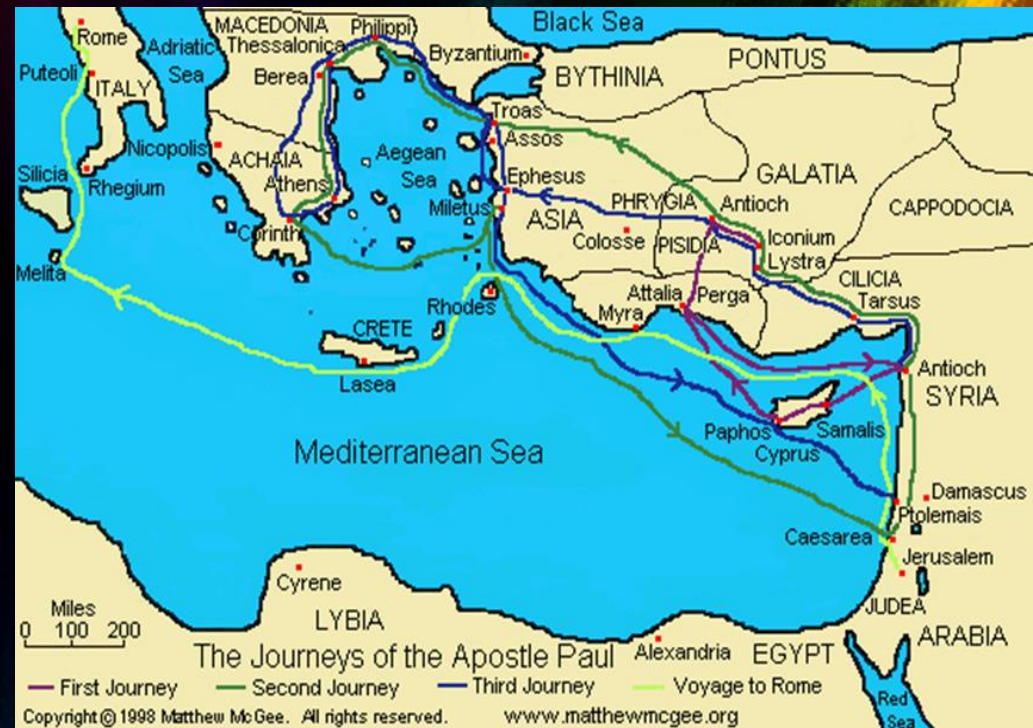 Black Sea
Rome
Adriatic
Sea
MACEDONIA
Philippi
Thessalonica
Byzantium
PONTUS
BYTHINIA
Puteoli
ITALY
Berea
Troas
Assos
Nicopolis
ACHAIA
Aegean
Sea
GALATIA
Silicia
Rhegium
Athens
Ephesus
PHRYGIA
Antioch
CAPPODOCIA
Miletus
ASIA
Colosse
PISIDIA
Iconium
Lystra
Corinth
Melita
CILICIA
Tarsus
Rhodes
Attalia
Perga
Myra
CRETE
Lasea
Antioch
SYRIA
Paphos
Samalis
Cyprus
Mediterranean Sea
Damascus
Ptolemais
Caesarea
Jerusalem
Cyrene
JUDEA
Miles
0 100 200
LYBIA
ARABIA
The Journeys of the Apostle Paul
Alexandria
EGYPT
First Journey
Second Journey
Third Journey
Voyage to Rome
Red
Sea
Copyright © 1998 Matthew McGee. All rights reserved.
www.matthewmcgee.org